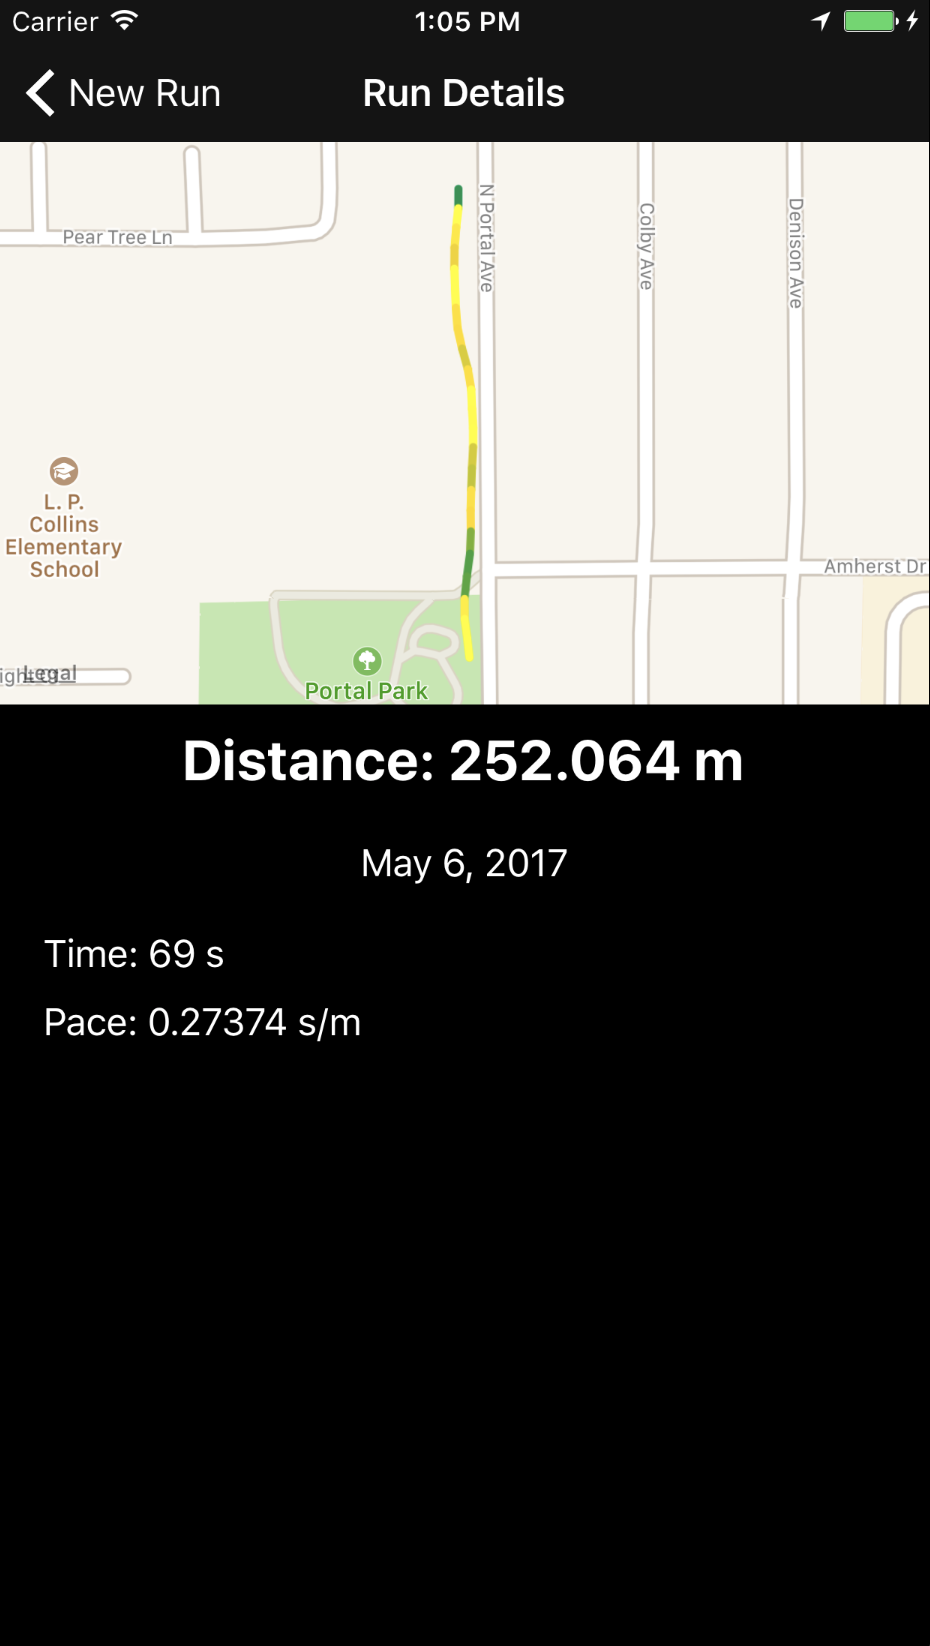 Carrier
1:05 PM
New Run
Run Details
Pear Tree Ln
N Portal Ave
Colby Ave
Denison Ave
L. P.
Collins
Elementary
School
Amherst Dr
Legal
Portal Park
Distance: 252.064 m
May 6, 2017
Time: 69 s
Pace: 0.27374 s/m